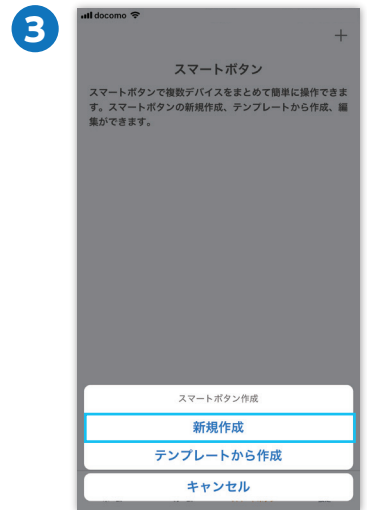 3
docomo
+
スマートボタン
スマートボタンで複数デバイスをまとめて簡単に操作できま
す。スマートボタンの新規作成、テンプレートから作成、編
集ができます。
スマートボタン作成
新規作成
テンプレートから作成
キャンセル